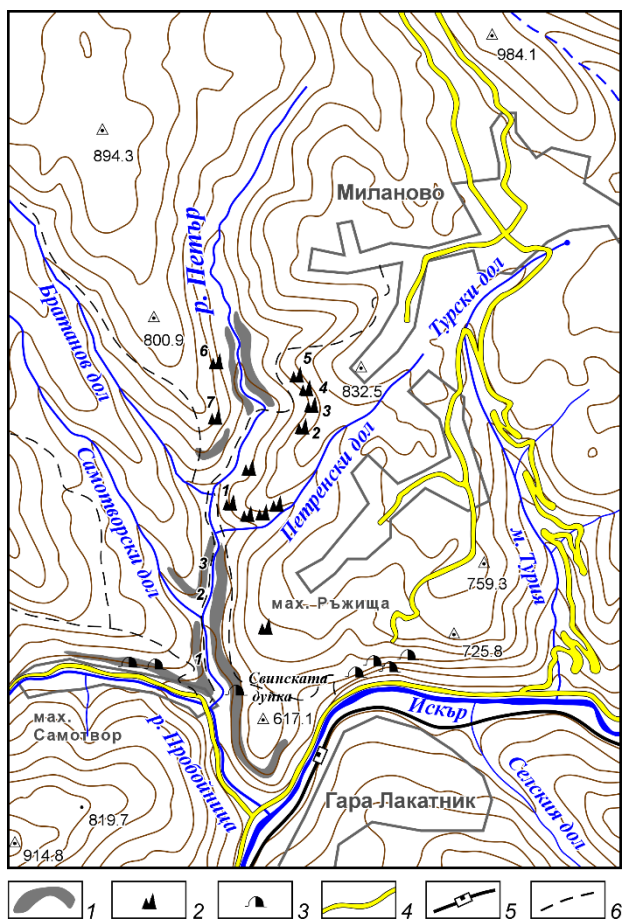 984.1
894.3
Миланово
р. Петър
Братанов дол
Турски дол
800.9
6
5
832.5
4
7
3
2
Самотворски дол
1
Петренски дол
м. Турия
3
759.3
2
мах. Ръжища
1
725.8
Свинската
дупка
617.1
Искър
мах.
Самотвор
р. Пробойница
Гара Лакатник
Селския дол
819.7
914.8
1
2
3
4
5
6